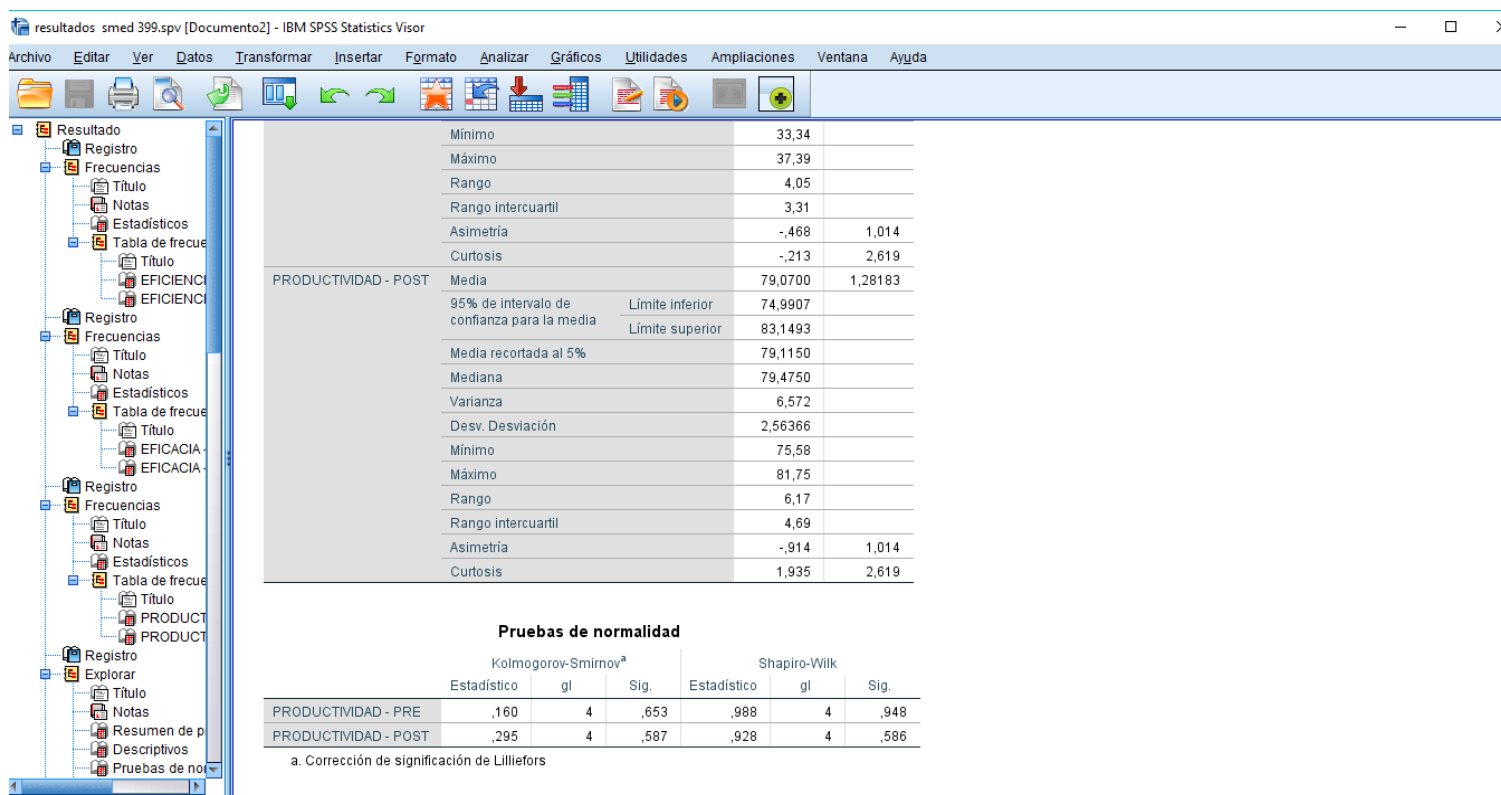 resultados smed 399.spv [Documento2] - IBM SPSS Statistics Visor
Archivo Editar Ver Datos Transformar Insertar Formato Analizar Gráficos Utilidades Ampliaciones Ventana Ayuda
Resultado
Registro
Frecuencias
Título
Notas
Estadísticos
Tabla de frecue
Título
EFICIENCI
EFICIENCI
Registro
Frecuencias
Título
Notas
Estadísticos
Tabla de frecue
Título
EFICACIA -
EFICACIA -
Registro
Frecuencias
Título
Notas
Estadísticos
Tabla de frecue
Título
PRODUCT
PRODUCT
Registro
Explorar
Título
Notas
Resumen de p
Descriptivos
Pruebas de nor
Mínimo 33,34
Máximo 37,39
Rango 4,05
Rango intercuartil 3,31
Asimetría -,468 1,014
Curtosis -,213 2,619
PRODUCTIVIDAD - POST Media 79,0700 1,28183
95% de intervalo de confianza para la media Límite inferior 74,9907
Límite superior 83,1493
Media recortada al 5% 79,1150
Mediana 79,4750
Varianza 6,572
Desv. Desviación 2,56366
Mínimo 75,58
Máximo 81,75
Rango 6,17
Rango intercuartil 4,69
Asimetría -,914 1,014
Curtosis 1,935 2,619
Pruebas de normalidad
Kolmogorov-Smirnovª Shapiro-Wilk
Estadístico gl Sig. Estadístico gl Sig.
PRODUCTIVIDAD - PRE ,160 4 ,653 ,988 4 ,948
PRODUCTIVIDAD - POST ,295 4 ,587 ,928 4 ,586
a. Corrección de significación de Lilliefors